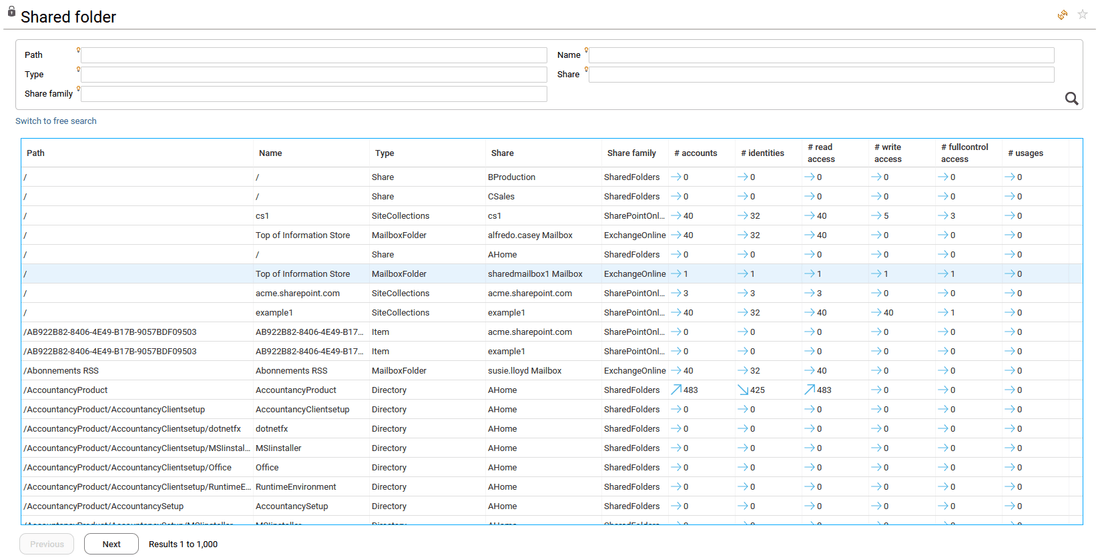 Shared folder
Path Name
Type Share
Share family
Switch to free search
Path Name Type Share Share family # accounts # identities # read access # write access # fullcontrol access # usages
/ / Share BProduction SharedFolders 0 0 0 0 0 0
/ / Share CSales SharedFolders 0 0 0 0 0 0
/ cs1 SiteCollections cs1 SharePointOnl... 40 32 40 5 3 0
/ Top of Information Store MailboxFolder alfredo.casey Mailbox ExchangeOnline 40 32 40 0 0 0
/ / Share AHome SharedFolders 0 0 0 0 0 0
/ Top of Information Store MailboxFolder sharedmailbox1 Mailbox ExchangeOnline 1 1 1 1 1 0
/ acme.sharepoint.com SiteCollections acme.sharepoint.com SharePointOnl... 3 3 3 0 0 0
/ example1 SiteCollections example1 SharePointOnl... 40 32 40 40 1 0
/AB922B82-8406-4E49-B17B-9057BDF09503 AB922B82-8406-4E49-B17... Item acme.sharepoint.com SharePointOnl... 0 0 0 0 0 0
/AB922B82-8406-4E49-B17B-9057BDF09503 AB922B82-8406-4E49-B17... Item example1 SharePointOnl... 0 0 0 0 0 0
/Abonnements RSS Abonnements RSS MailboxFolder susie.lloyd Mailbox ExchangeOnline 40 32 40 0 0 0
/AccountancyProduct AccountancyProduct Directory AHome SharedFolders 483 425 483 0 0 0
/AccountancyProduct/AccountancyClientsetup AccountancyClientsetup Directory AHome SharedFolders 0 0 0 0 0 0
/AccountancyProduct/AccountancyClientsetup/dotnetfx dotnetfx Directory AHome SharedFolders 0 0 0 0 0 0
/AccountancyProduct/AccountancyClientsetup/MSIinstal... MSIinstaller Directory AHome SharedFolders 0 0 0 0 0 0
/AccountancyProduct/AccountancyClientsetup/Office Office Directory AHome SharedFolders 0 0 0 0 0 0
/AccountancyProduct/AccountancyClientsetup/RuntimeE... RuntimeEnvironment Directory AHome SharedFolders 0 0 0 0 0 0
/AccountancyProduct/AccountancySetup AccountancySetup Directory AHome SharedFolders 0 0 0 0 0 0
/AccountancyProduct/AccountancySetup/MSIinstaller MSIinstaller Directory AHome SharedFolders 0 0 0 0 0 0
Previous Next Results 1 to 1,000